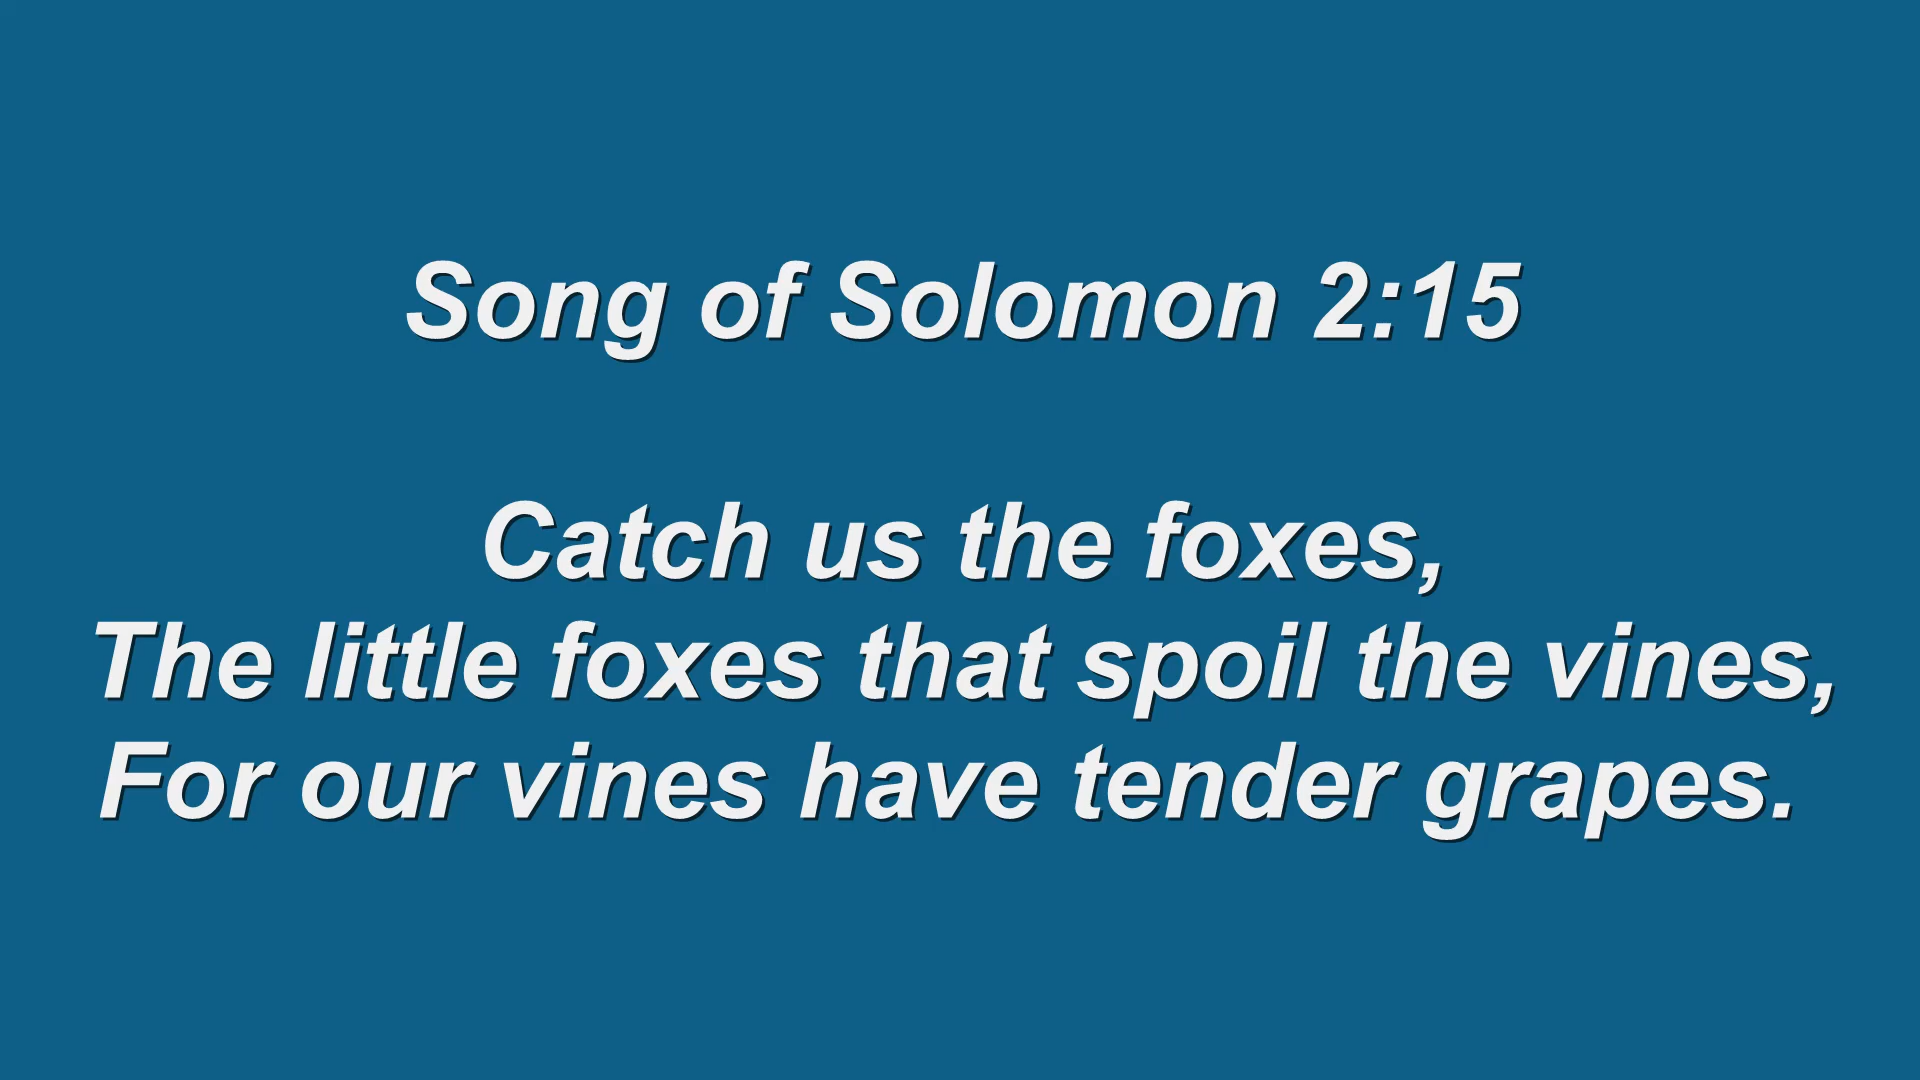 Song of Solomon 2:15
Catch us the foxes,
The little foxes that spoil the vines,
For our vines have tender grapes.